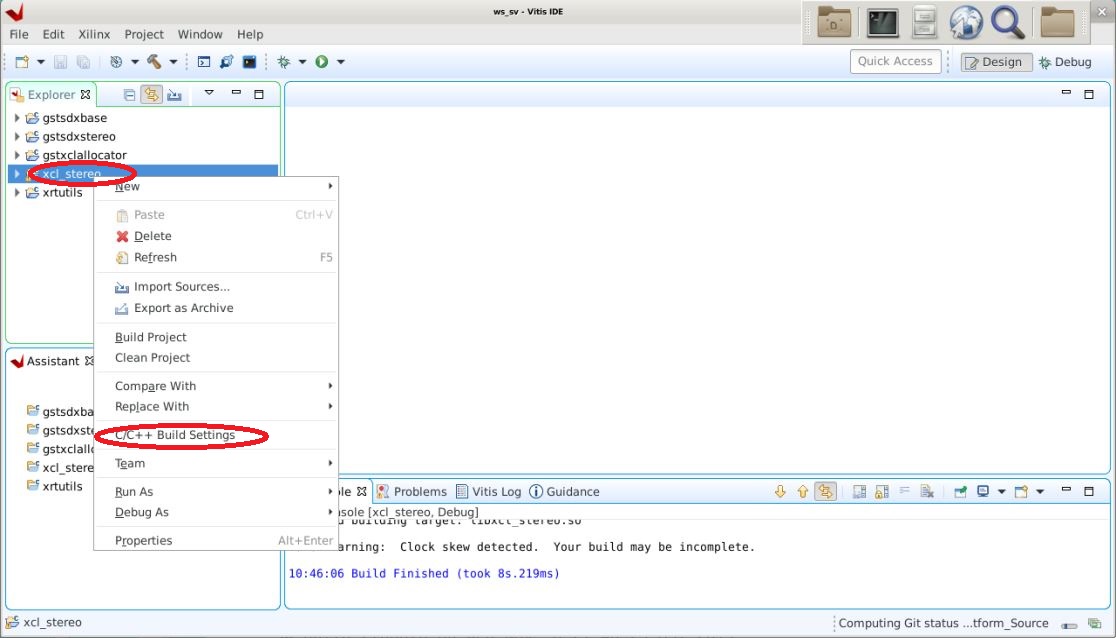 ws_sv - Vitis IDE
File Edit Xilinx Project Window Help
Quick Access
Design
Debug
Explorer
gstsdxbase
gstsdxstereo
gstxclallocator
xcl_stereo
xrtutils
New
Paste Ctrl+V
Delete
Refresh F5
Import Sources...
Export as Archive
Build Project
Clean Project
Compare With
Replace With
C/C++ Build Settings
Team
Run As
Debug As
Properties Alt+Enter
Assistant
gstsdxba
gstsdxste
gstxcllo
xcl_stere
xrtutils
le Problems Vitis Log Guidance
sole [xcl_stereo, Debug]
d building target: libxcl_stereo.so
arning: Clock skew detected. Your build may be incomplete.
10:46:06 Build Finished (took 8s.219ms)
xcl_stereo
Computing Git status ...tform_Source